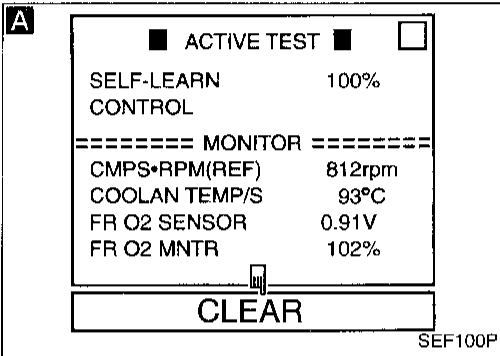 A
ACTIVE TEST
SELF-LEARN 100%
CONTROL
======= MONITOR =======
CMPS•RPM(REF) 812rpm
COOLAN TEMP/S 93°C
FR O2 SENSOR 0.91V
FR O2 MNTR 102%
CLEAR
SEF100P